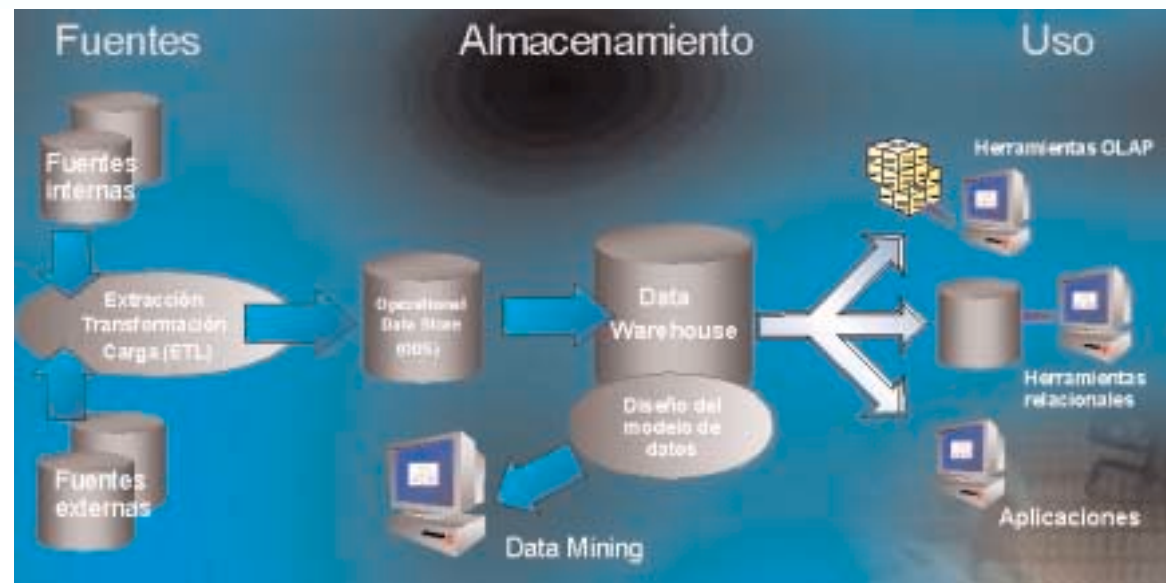 Fuentes
Almacenamiento
Uso
Fuentes
internas
Extracción
Transformación
Carga (ETL)
Fuentes
externas
Operational
Data Store
(ODS)
Data
Warehouse
Diseño del
modelo de
datos
Data Mining
Herramientas OLAP
Herramientas
relacionales
Aplicaciones